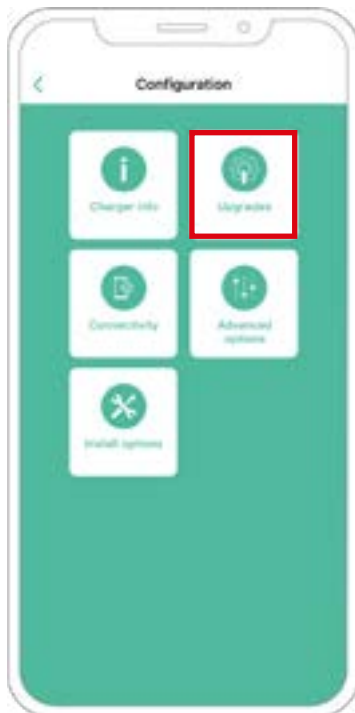 Configuration
Charger info
Upgrades
Connectivity
Advanced
options
Install options